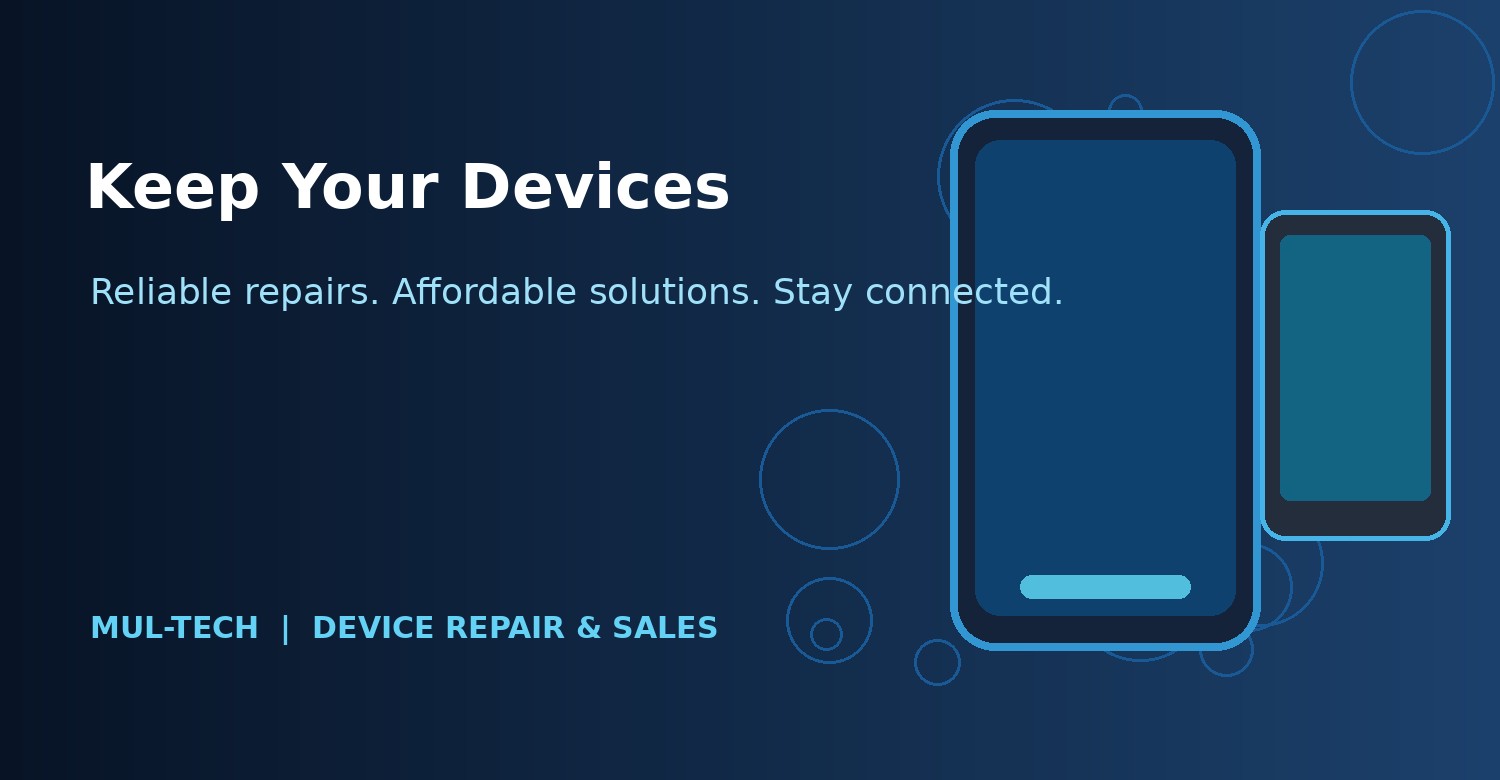 Keep Your Devices
Reliable repairs. Affordable solutions. Stay connected.
MUL-TECH | DEVICE REPAIR & SALES